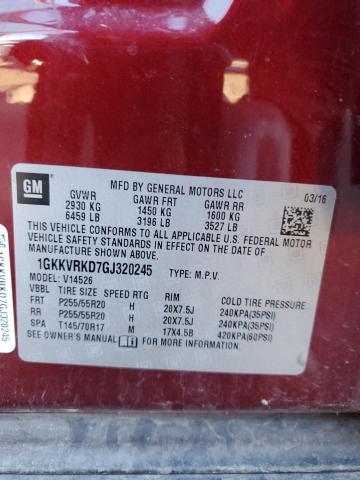 GM
MFD BY GENERAL MOTORS LLC
03/16
GVWR GAWR FRT GAWR RR
2930 KG 1450 KG 1600 KG
6459 LB 3196 LB 3527 LB
THIS VEHICLE CONFORMS TO ALL APPLICABLE U.S. FEDERAL MOTOR
VEHICLE SAFETY AND THEFT PREVENTION STANDARDS IN EFFECT ON
THE DATE OF MANUFACTURE SHOWN ABOVE.
1GKKVRKD7GJ320245 TYPE: M.P.V.
MODEL: V14526
VBBL TIRE SIZE SPEED RTG RIM COLD TIRE PRESSURE
FRT P255/55R20 H 20X7.5J 240KPA(35PSI)
RR P255/55R20 H 20X7.5J 240KPA(35PSI)
SPA T145/70R17 M 17X4.5B 420KPA(60PSI)
SEE OWNER'S MANUAL FOR MORE INFORMATION.
1GKKVRKD7GJ320245